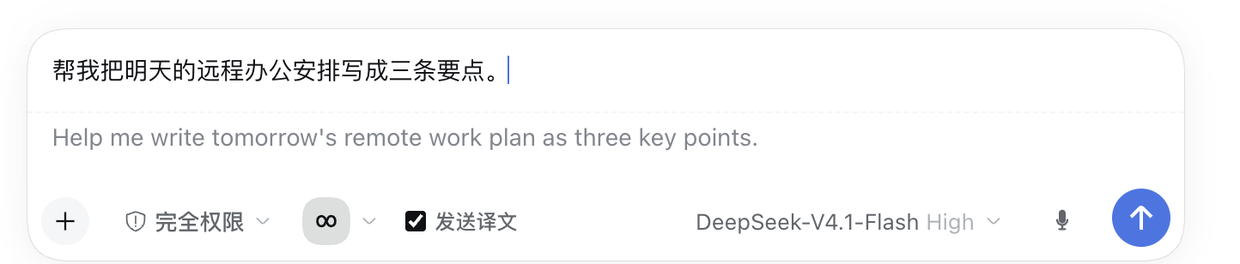 帮我把明天的远程办公安排写成三条要点。
Help me write tomorrow's remote work plan as three key points.
完全权限 发送译文 DeepSeek-V4.1-Flash High